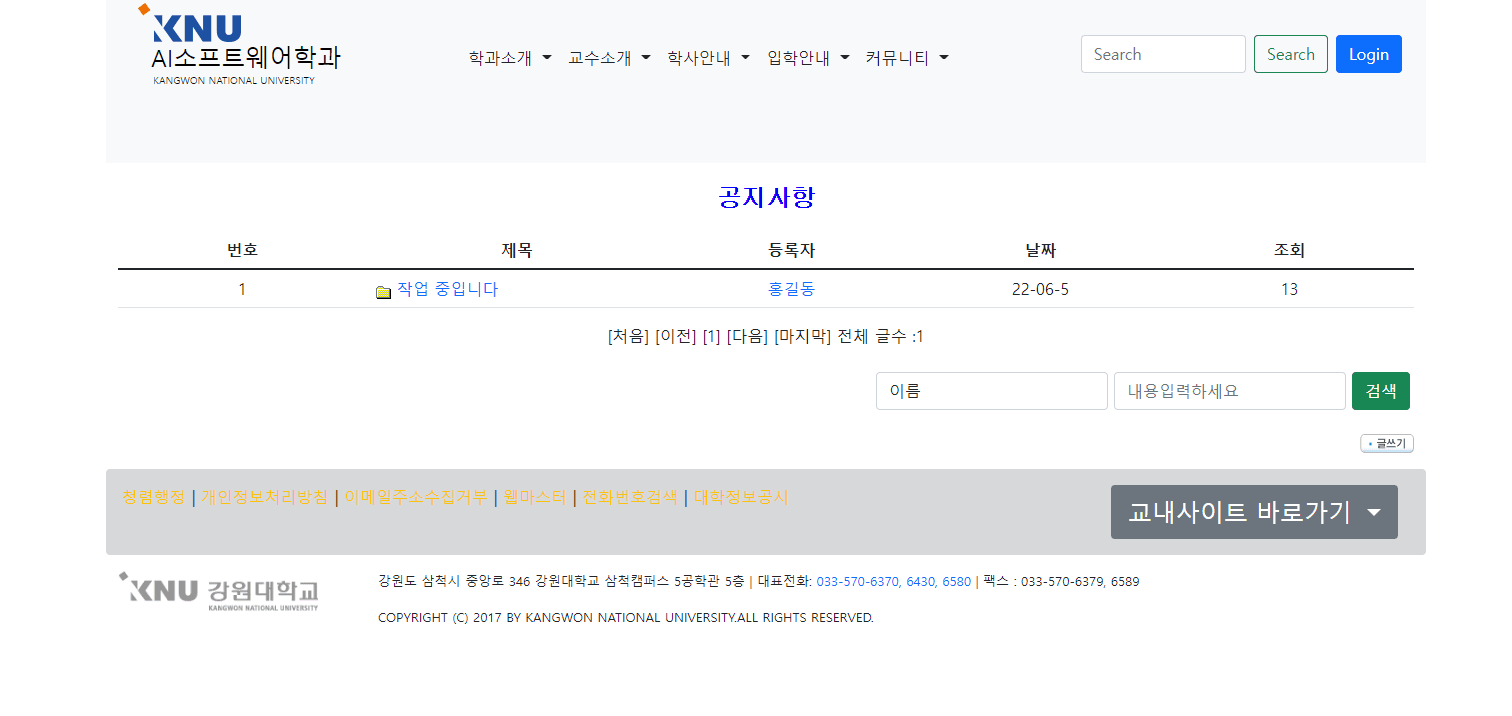 KNU
AI소프트웨어학과
KANGWON NATIONAL UNIVERSITY
학과소개 교수소개 학사안내 입학안내 커뮤니티
Search Search Login
공지사항
번호 제목 등록자 날짜 조회
1 작업 중입니다 홍길동 22-06-5 13
[처음] [이전] [1] [다음] [마지막] 전체 글수 :1
이름 내용입력하세요 검색
글쓰기
청렴행정 | 개인정보처리방침 | 이메일주소수집거부 | 웹마스터 | 전화번호검색 | 대학정보공시
교내사이트 바로가기
KNU 강원대학교
KANGWON NATIONAL UNIVERSITY
강원도 삼척시 중앙로 346 강원대학교 삼척캠퍼스 5공학관 5층 | 대표전화: 033-570-6370, 6430, 6580 | 팩스 : 033-570-6379, 6589
COPYRIGHT (C) 2017 BY KANGWON NATIONAL UNIVERSITY.ALL RIGHTS RESERVED.